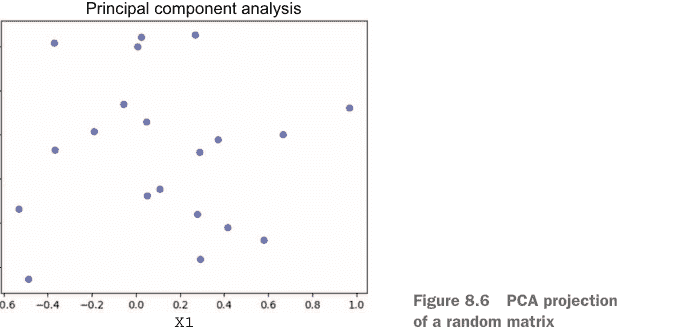 Principal component analysis
0.6 −0.4 −0.2 0.0 0.2 0.4 0.6 0.8 1.0
X1
Figure 8.6 PCA projection
of a random matrix